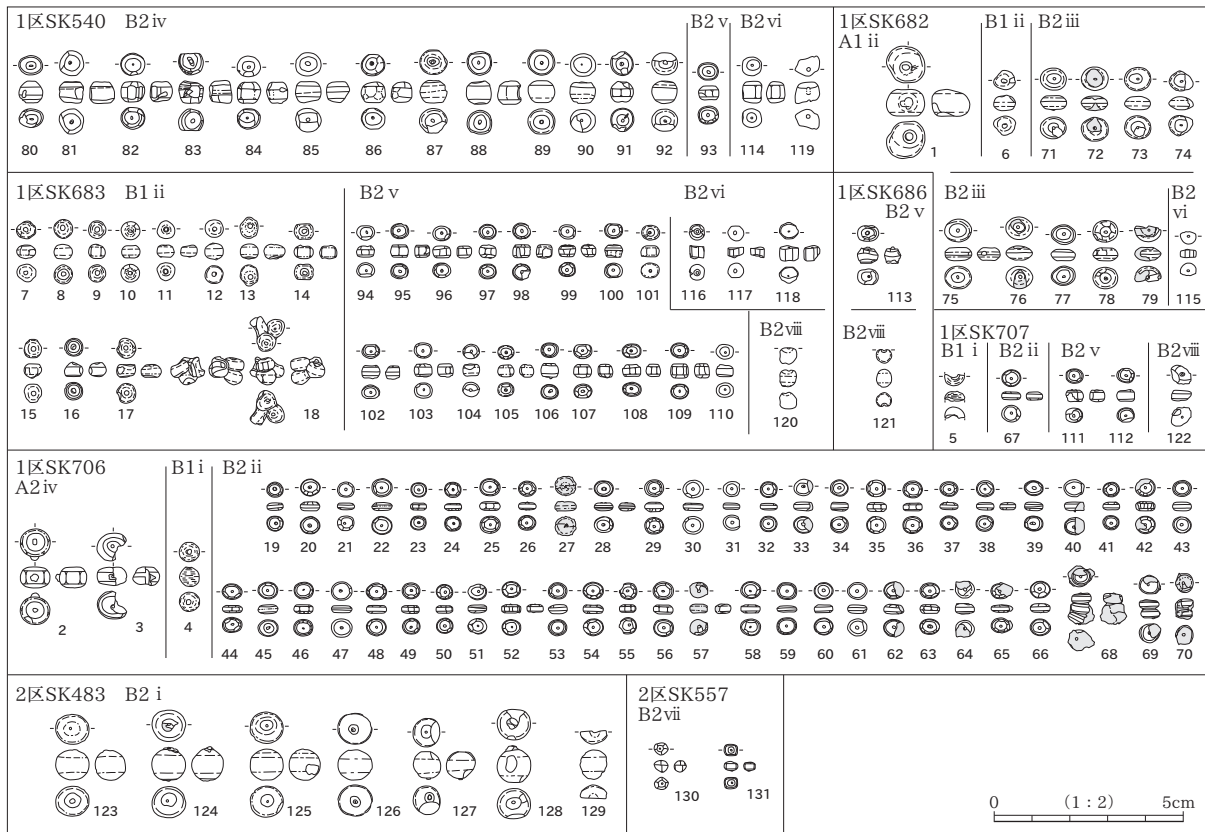 1区SK540 B2ⅳ
B2ⅴ
B2ⅵ
80 81 82 83 84 85 86 87 88 89 90 91 92 93 114 119
1区SK682
A1ⅱ
B1ⅱ
B2ⅲ
1 6 71 72 73 74
1区SK683 B1ⅱ
7 8 9 10 11 12 13 14
15 16 17 18
B2ⅴ
94 95 96 97 98 99 100 101
102 103 104 105 106 107 108 109 110
B2ⅵ
116 117 118
B2ⅷ
120
1区SK686
B2ⅴ
113
B2ⅷ
121
B2ⅲ
75 76 77 78 79
B2
ⅵ
115
1区SK707
B1ⅰ B2ⅱ B2ⅴ B2ⅷ
5 67 111 112 122
1区SK706
A2ⅳ
2 3
B1ⅰ
4
B2ⅱ
19 20 21 22 23 24 25 26 27 28 29 30 31 32 33 34 35 36 37 38 39 40 41 42 43
44 45 46 47 48 49 50 51 52 53 54 55 56 57 58 59 60 61 62 63 64 65 66 68 69 70
2区SK483 B2ⅰ
123 124 125 126 127 128 129
2区SK557
B2ⅶ
130 131
0 (1：2) 5cm